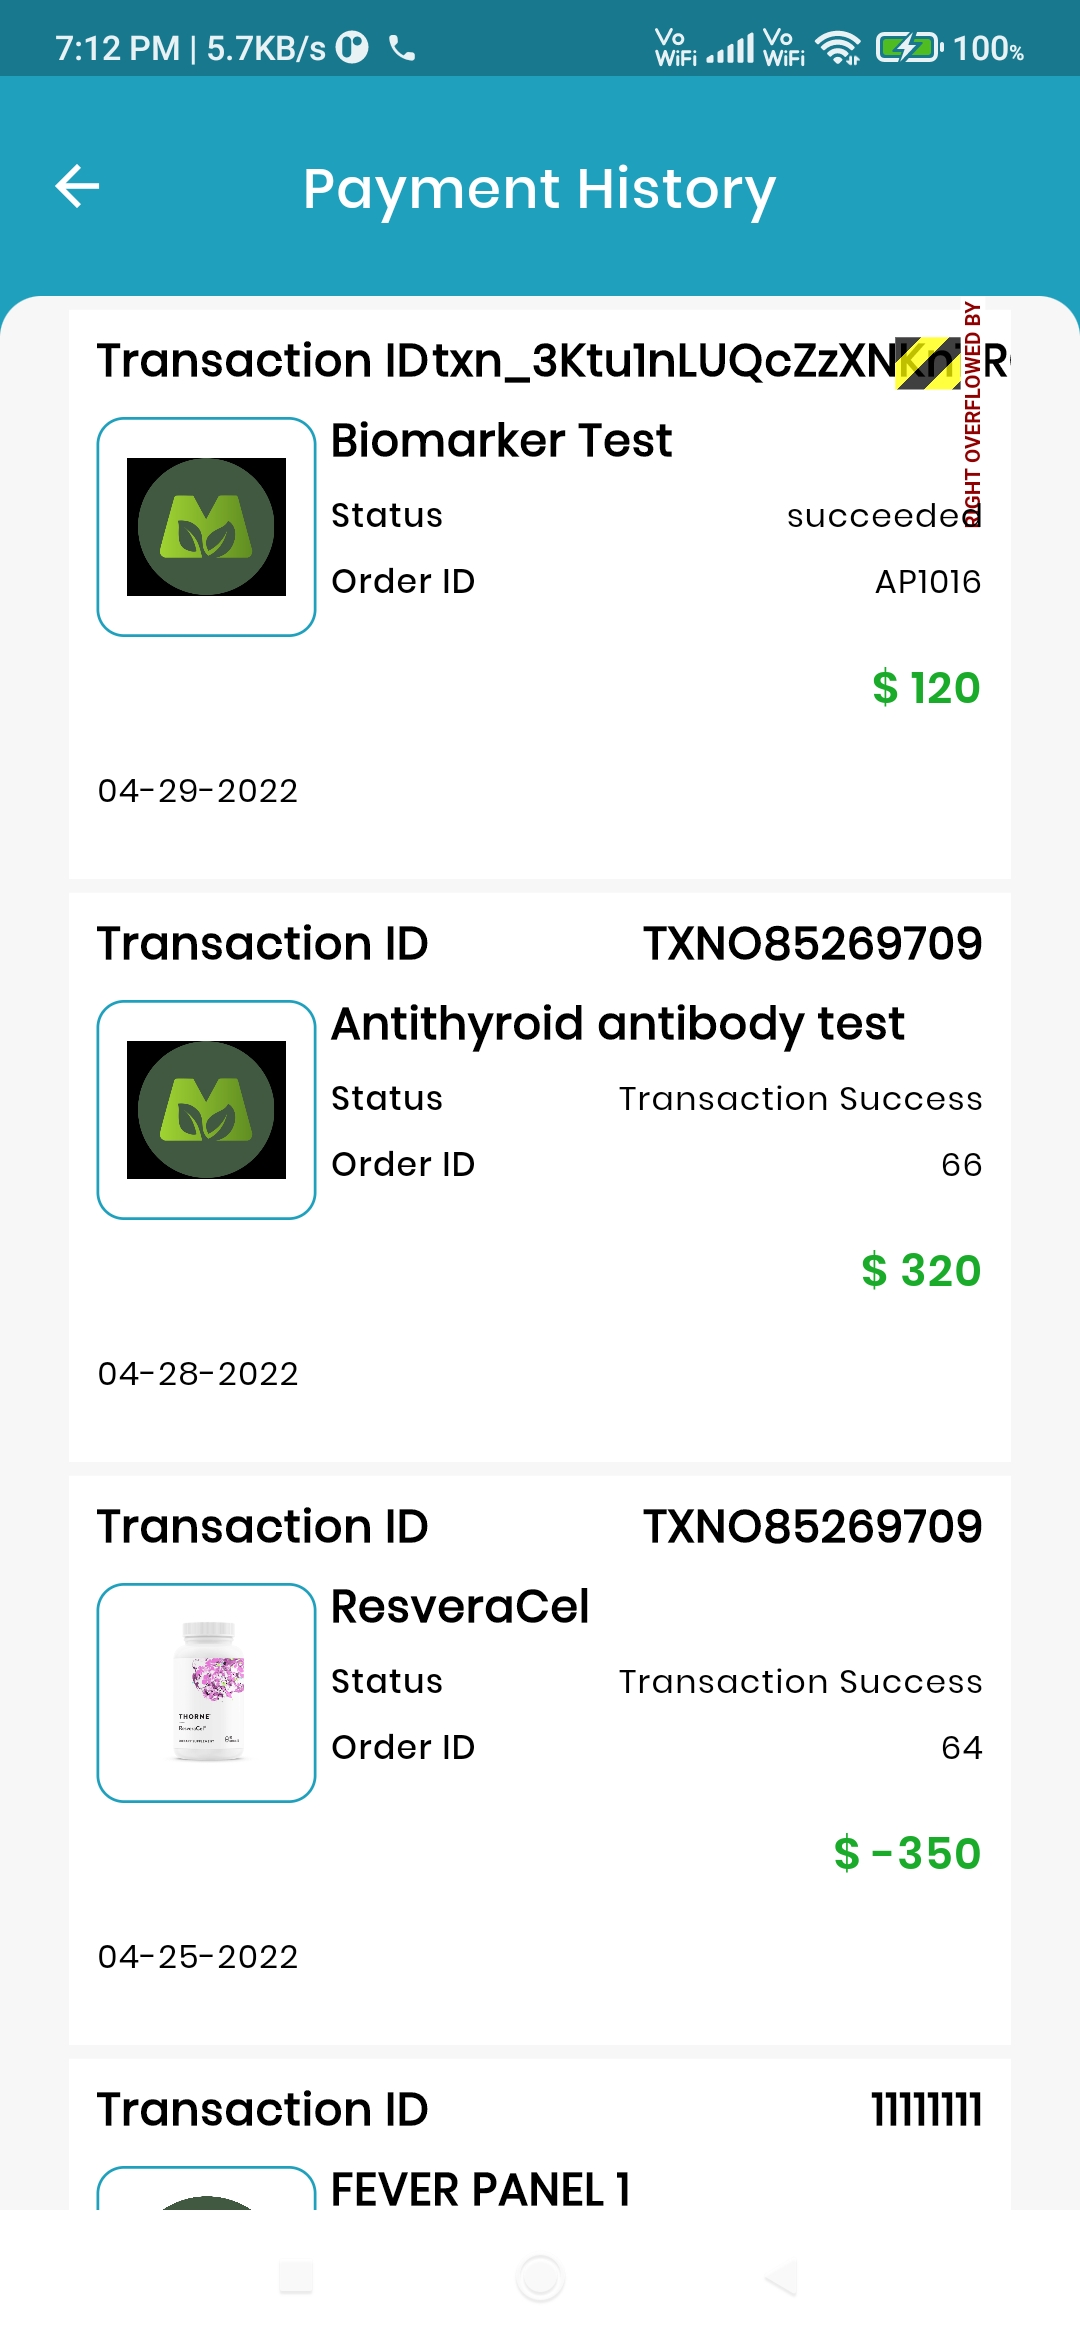 7:12 PM | 5.7KB/s Vo WiFi Vo WiFi 100%
Payment History
RIGHT OVERFLOWED BY
Transaction IDtxn_3Ktu1nLUQcZzXNKn
Biomarker Test
Status succeeded
Order ID AP1016
$ 120
04-29-2022
Transaction ID TXNO85269709
Antithyroid antibody test
Status Transaction Success
Order ID 66
$ 320
04-28-2022
Transaction ID TXNO85269709
THORNE
ResveraCel
Status Transaction Success
Order ID 64
$ -350
04-25-2022
Transaction ID 11111111
FEVER PANEL 1